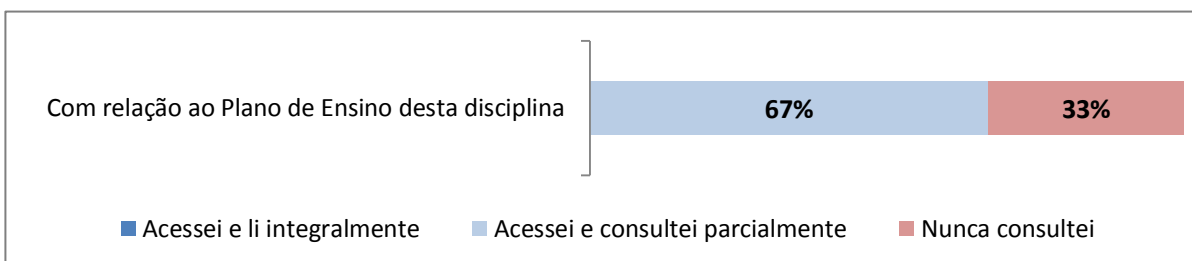 Com relação ao Plano de Ensino desta disciplina 67% 33%
Acessei e li integralmente Acessei e consultei parcialmente Nunca consultei